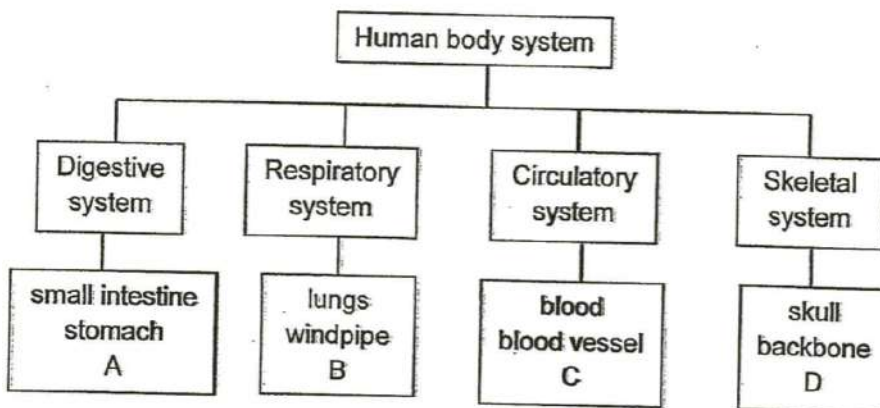 Human body system
Digestive
system
Respiratory
system
Circulatory
system
Skeletal
system
small intestine
stomach
A
lungs
windpipe
B
blood
blood vessel
C
skull
backbone
D